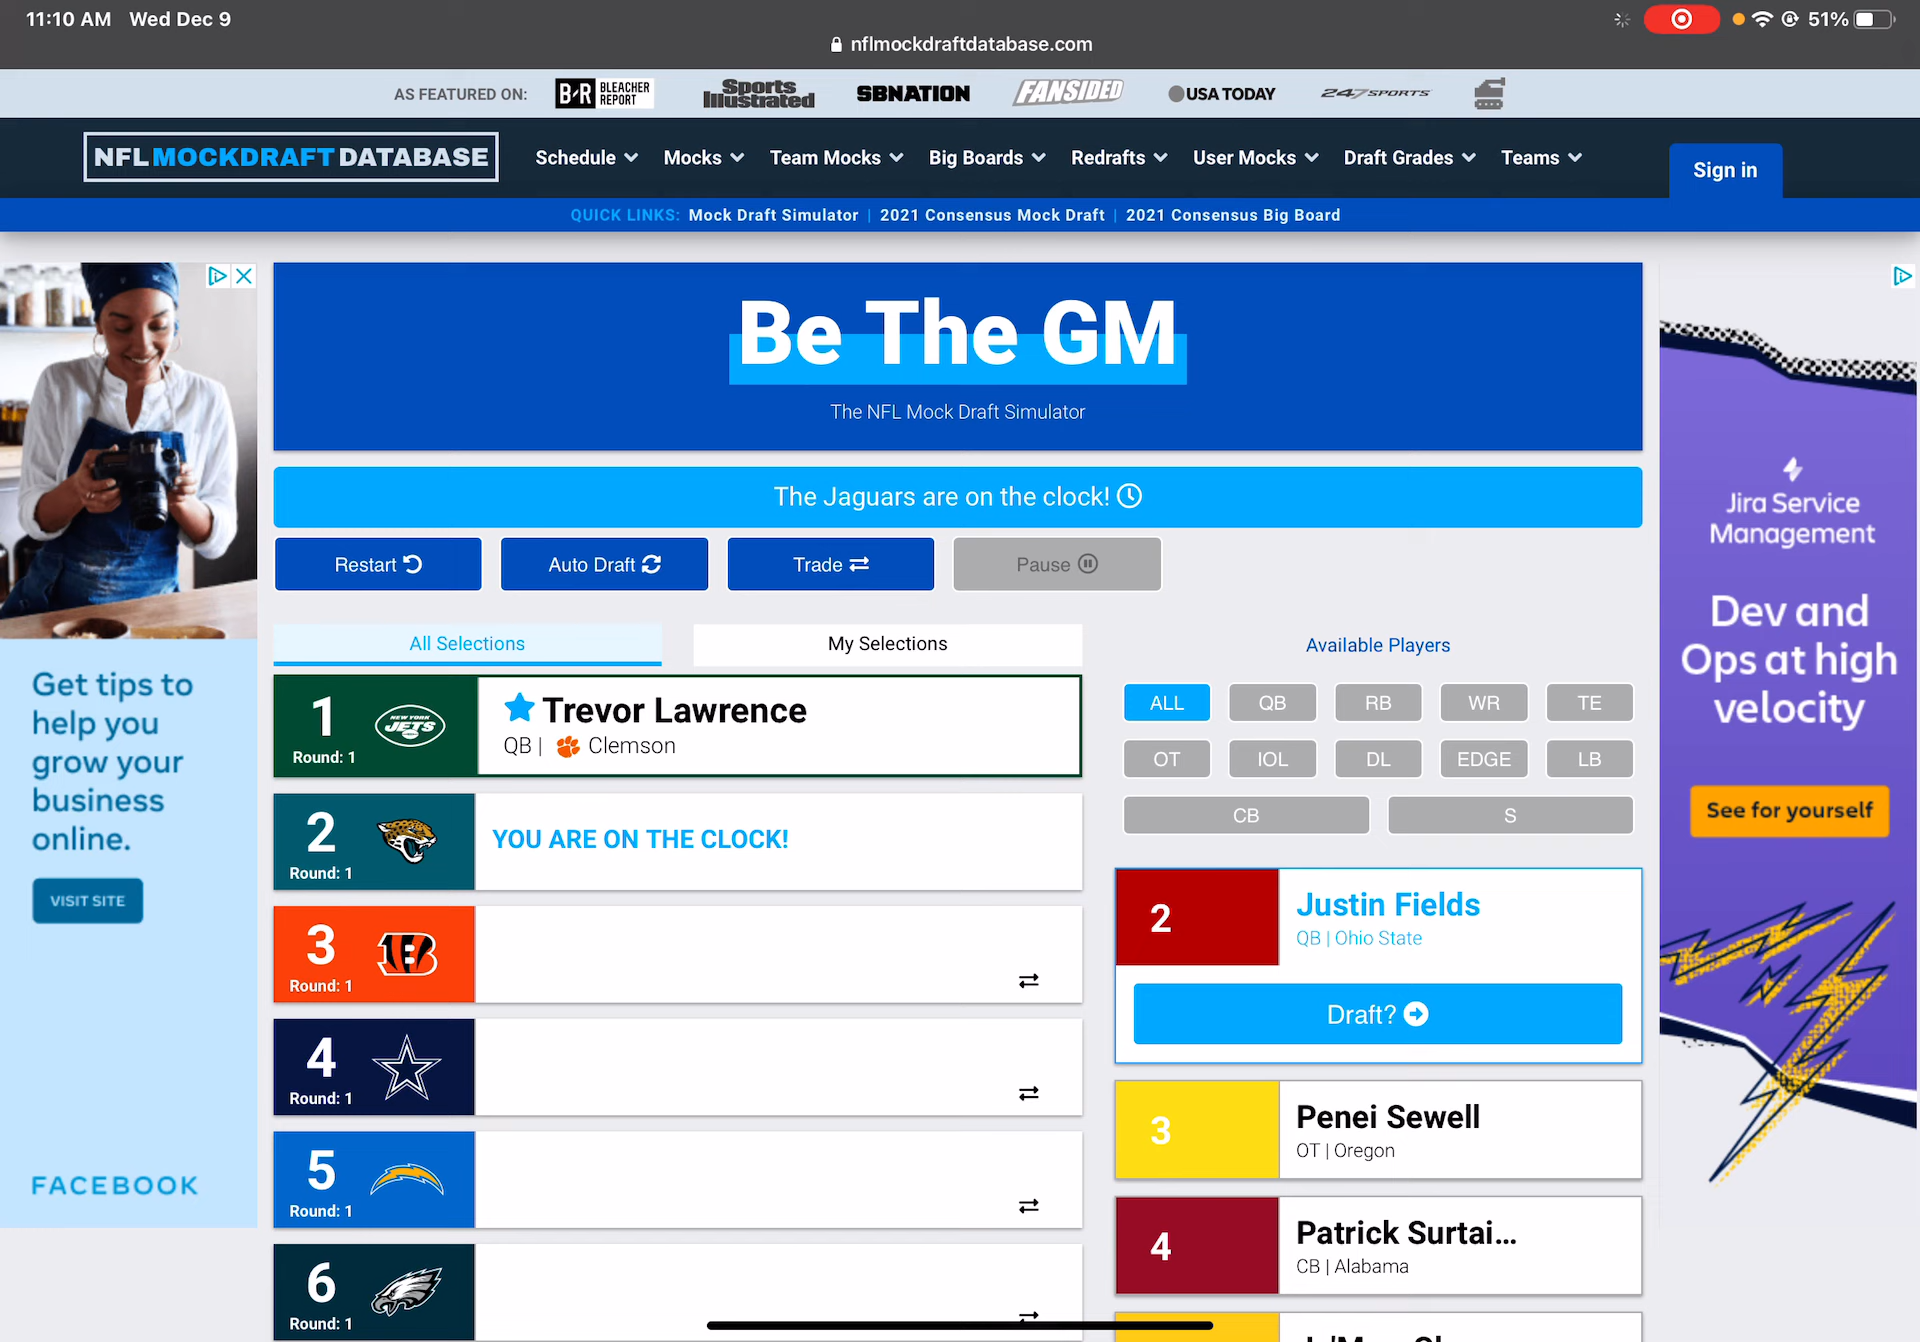 11:10 AM Wed Dec 9
51%
nflmockdraftdatabase.com
AS FEATURED ON: B/R BLEACHER REPORT Sports Illustrated SBNATION FANSIDED USA TODAY 247SPORTS
NFL MOCKDRAFT DATABASE
Schedule Mocks Team Mocks Big Boards Redrafts User Mocks Draft Grades Teams
Sign in
QUICK LINKS: Mock Draft Simulator | 2021 Consensus Mock Draft | 2021 Consensus Big Board
Be The GM
The NFL Mock Draft Simulator
The Jaguars are on the clock!
Restart Auto Draft Trade Pause
All Selections My Selections
1
Round: 1
NEW YORK
JETS
Trevor Lawrence
QB | Clemson
2
Round: 1
YOU ARE ON THE CLOCK!
3
Round: 1
B
4
Round: 1
5
Round: 1
6
Round: 1
Available Players
ALL QB RB WR TE
OT IOL DL EDGE LB
CB S
2
Justin Fields
QB | Ohio State
Draft?
3
Penei Sewell
OT | Oregon
4
Patrick Surtai...
CB | Alabama
Get tips to
help you
grow your
business
online.
VISIT SITE
FACEBOOK
Jira Service
Management
Dev and
Ops at high
velocity
See for yourself